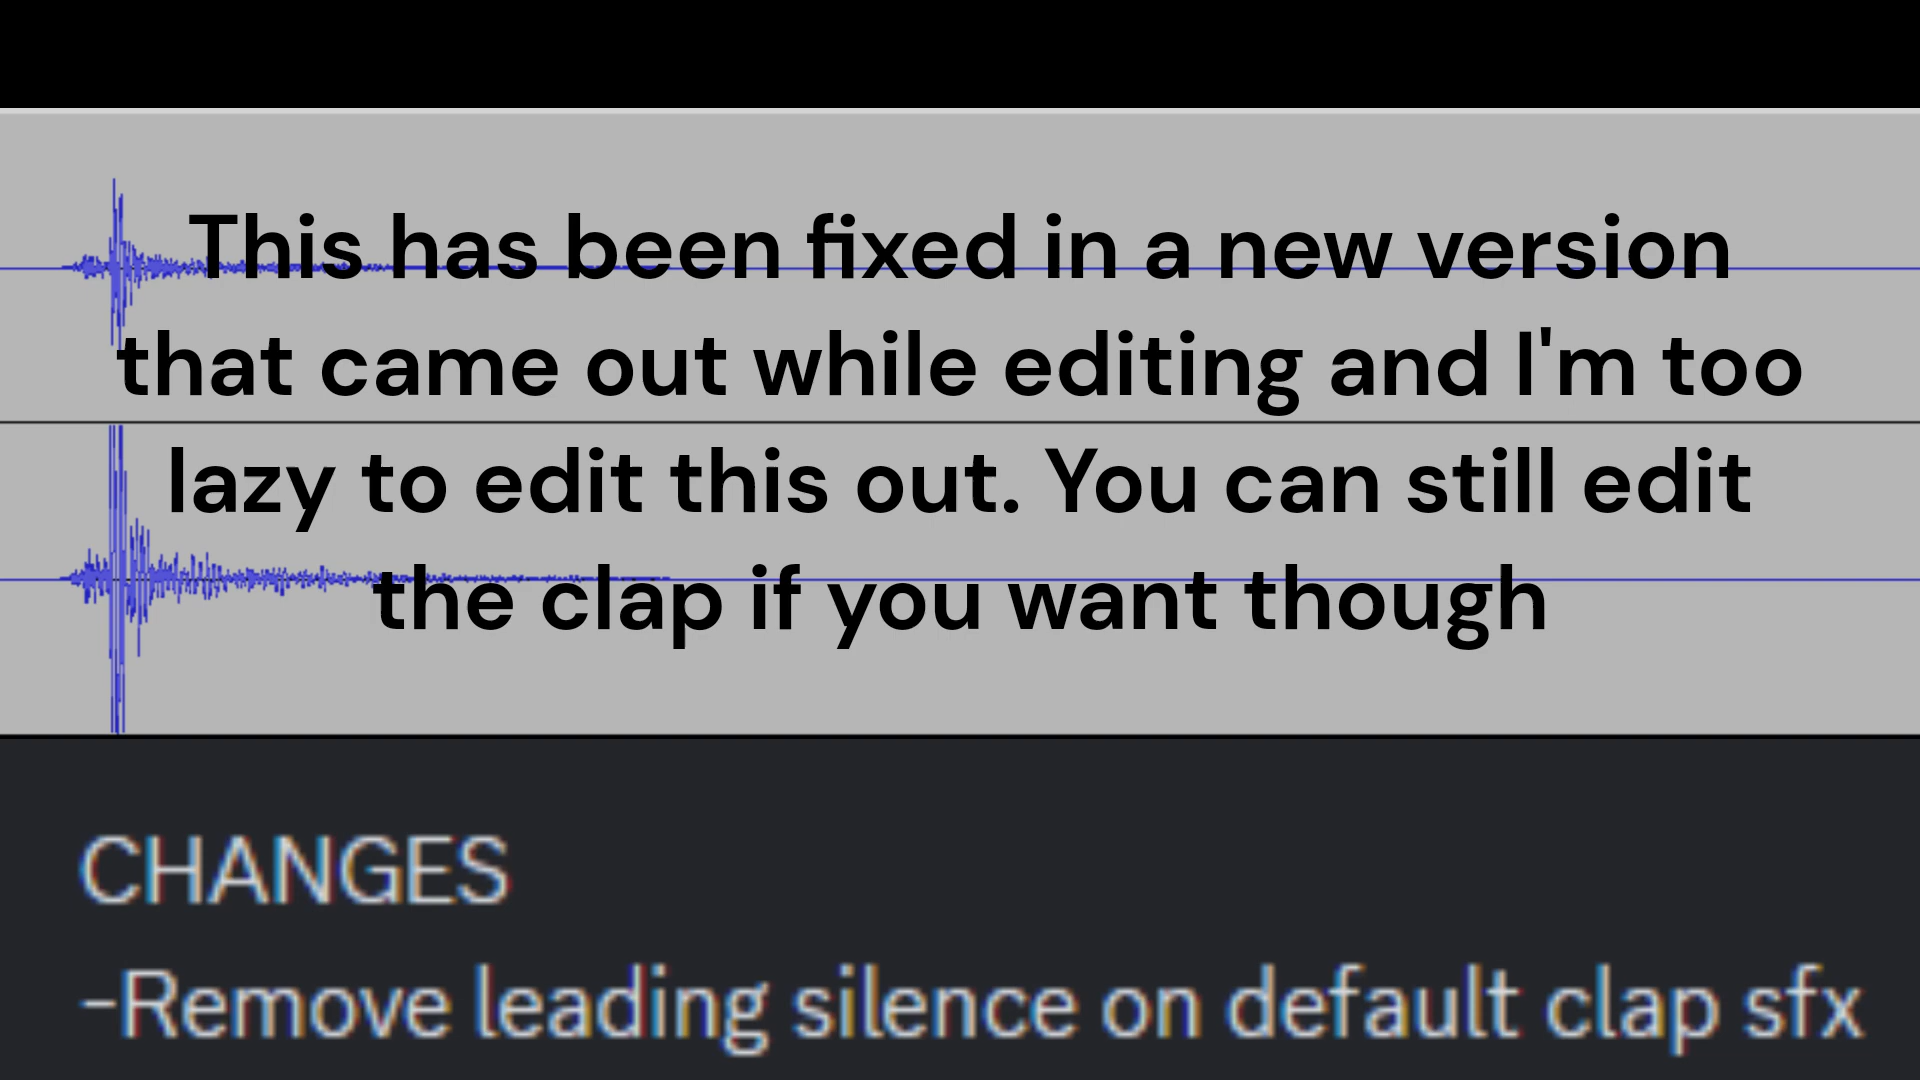 This has been fixed in a new version
that came out while editing and I'm too
lazy to edit this out. You can still edit
the clap if you want though
CHANGES
-Remove leading silence on default clap sfx